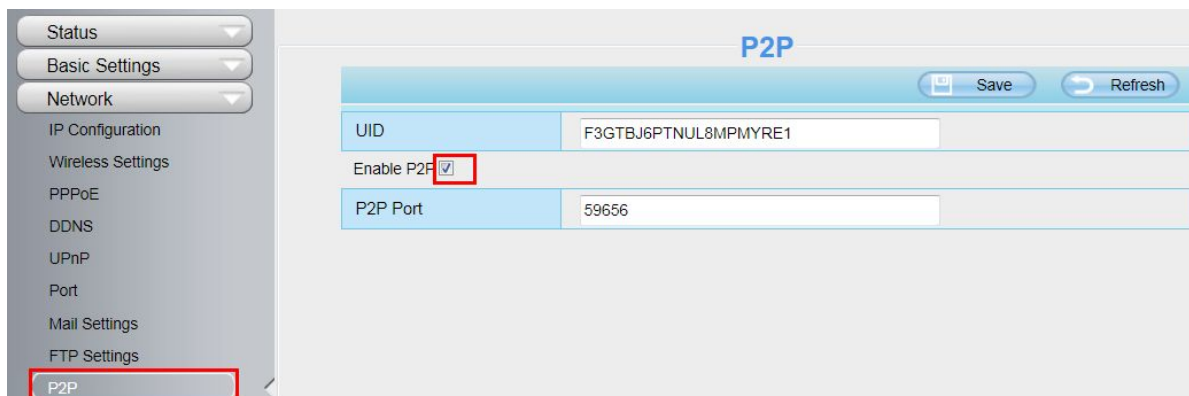 Status
Basic Settings
Network
IP Configuration
Wireless Settings
PPPoE
DDNS
UPnP
Port
Mail Settings
FTP Settings
P2P
P2P
Save Refresh
UID F3GTBJ6PTNUL8MPMYRE1
Enable P2P
P2P Port 59656